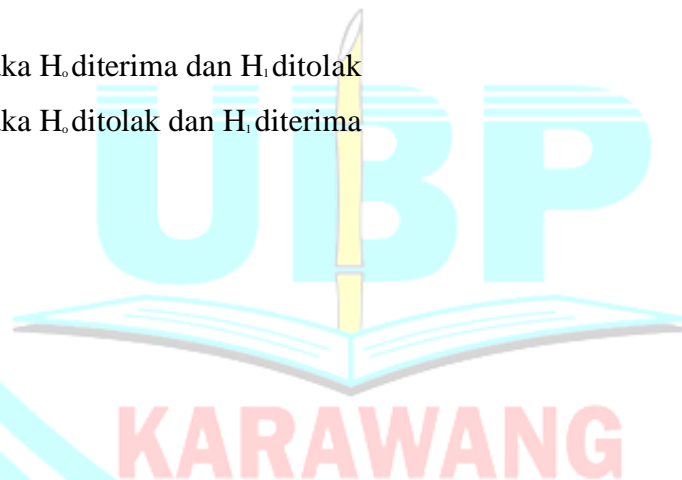 ka H₀ diterima dan H₁ ditolak
ka H₀ ditolak dan H₁ diterima
UBP
KARAWANG